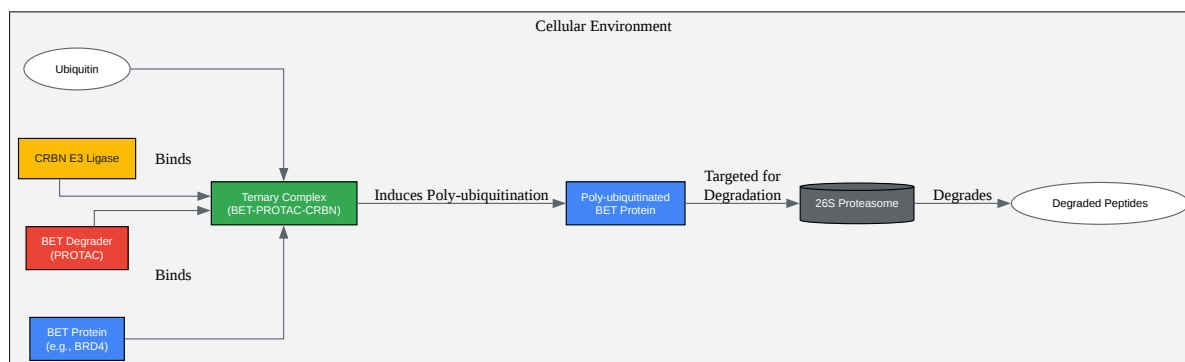 Cellular Environment
Ubiquitin
CRBN E3 Ligase
Binds
BET Degrader
(PROTAC)
Binds
BET Protein
(e.g., BRD4)
Ternary Complex
(BET-PROTAC-CRBN)
Induces Poly-ubiquitination
Poly-ubiquitinated
BET Protein
Targeted for
Degradation
26S Proteasome
Degrades
Degraded Peptides